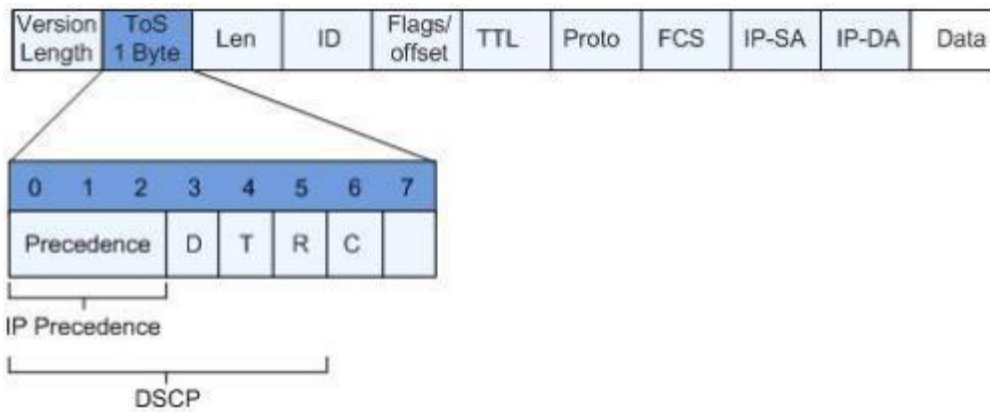 Version Length ToS 1 Byte Len ID Flags/ offset TTL Proto FCS IP-SA IP-DA Data
0 1 2 3 4 5 6 7
Precedence D T R C
IP Precedence
DSCP